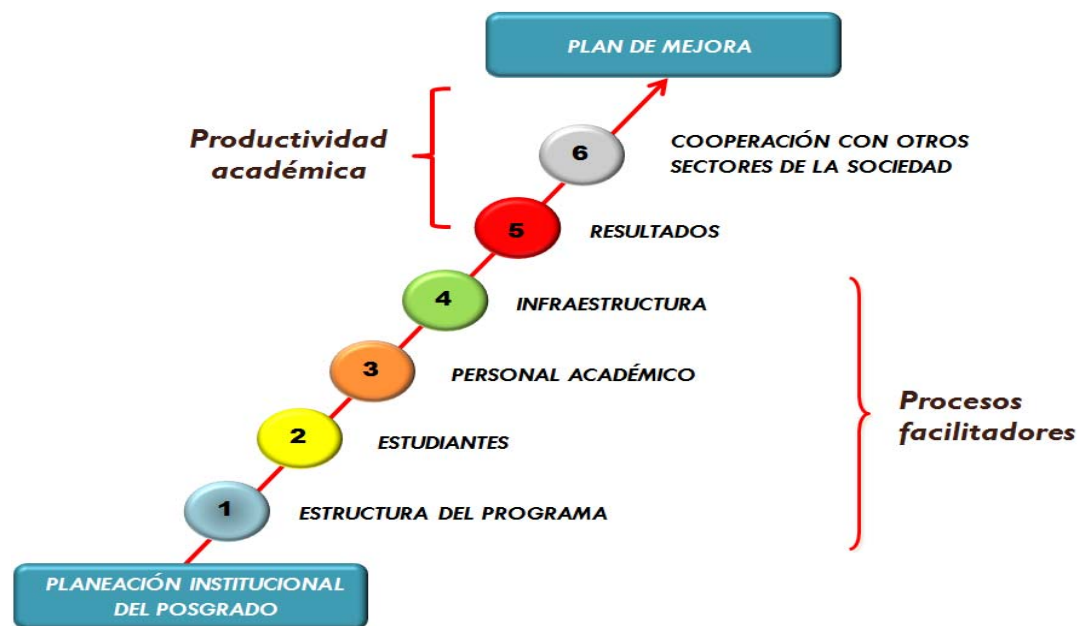 PLAN DE MEJORA
Productividad
académica
6
COOPERACIÓN CON OTROS
SECTORES DE LA SOCIEDAD
5
RESULTADOS
4
INFRAESTRUCTURA
3
PERSONAL ACADÉMICO
Procesos
facilitadores
2
ESTUDIANTES
1
ESTRUCTURA DEL PROGRAMA
PLANEACIÓN INSTITUCIONAL
DEL POSGRADO